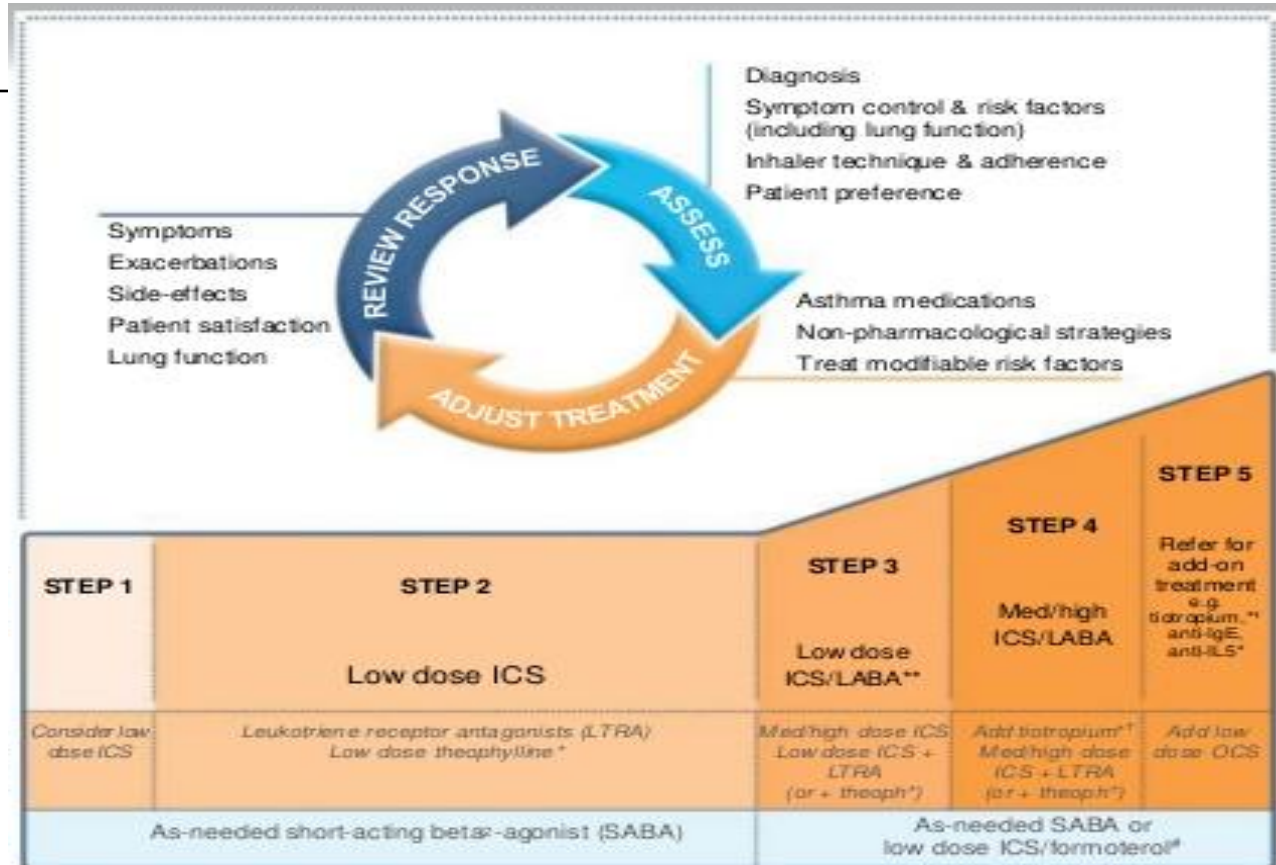 Diagnosis
Symptom control & risk factors
(including lung function)
Inhaler technique & adherence
Patient preference
REVIEW RESPONSE
ASSESS
ADJUST TREATMENT
Symptoms
Exacerbations
Side-effects
Patient satisfaction
Lung function
Asthma medications
Non-pharmacological strategies
Treat modifiable risk factors
STEP 1
STEP 2
Low dose ICS
STEP 3
Low dose
ICS/LABA**
STEP 4
Med/high
ICS/LABA
STEP 5
Refer for
add-on
treatment
e.g.
tiotropium,*†
anti-IgE,
anti-IL5*
Consider low
dose ICS
Leukotriene receptor antagonists (LTRA)
Low dose theophylline*
Med/high dose ICS
Low dose ICS +
LTRA
(or + theoph*)
Add tiotropium*†
Med/high dose
ICS + LTRA
(or + theoph*)
Add low
dose OCS
As-needed short-acting beta₂-agonist (SABA)
As-needed SABA or
low dose ICS/formoterol#